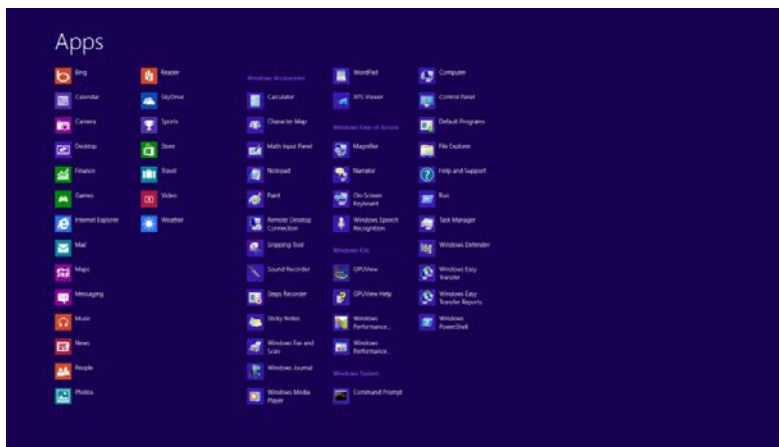 Apps
Bing
Calendar
Camera
Desktop
Finance
Games
Internet Explorer
Mail
Maps
Messaging
Music
News
People
Photos
Reader
SkyDrive
Sports
Store
Travel
Video
Weather
Windows Accessories
Calculator
Character Map
Math Input Panel
Notepad
Paint
Remote Desktop
Connection
Snipping Tool
Sound Recorder
Steps Recorder
Sticky Notes
Windows Fax and
Scan
Windows Journal
Windows Media
Player
WordPad
XPS Viewer
Windows Ease of Access
Magnifier
Narrator
On-Screen
Keyboard
Windows Speech
Recognition
Windows Kits
GPUView
GPUView Help
Windows
Performance...
Windows
Performance...
Windows System
Command Prompt
Computer
Control Panel
Default Programs
File Explorer
Help and Support
Run
Task Manager
Windows Defender
Windows Easy
Transfer
Windows Easy
Transfer Reports
Windows
PowerShell